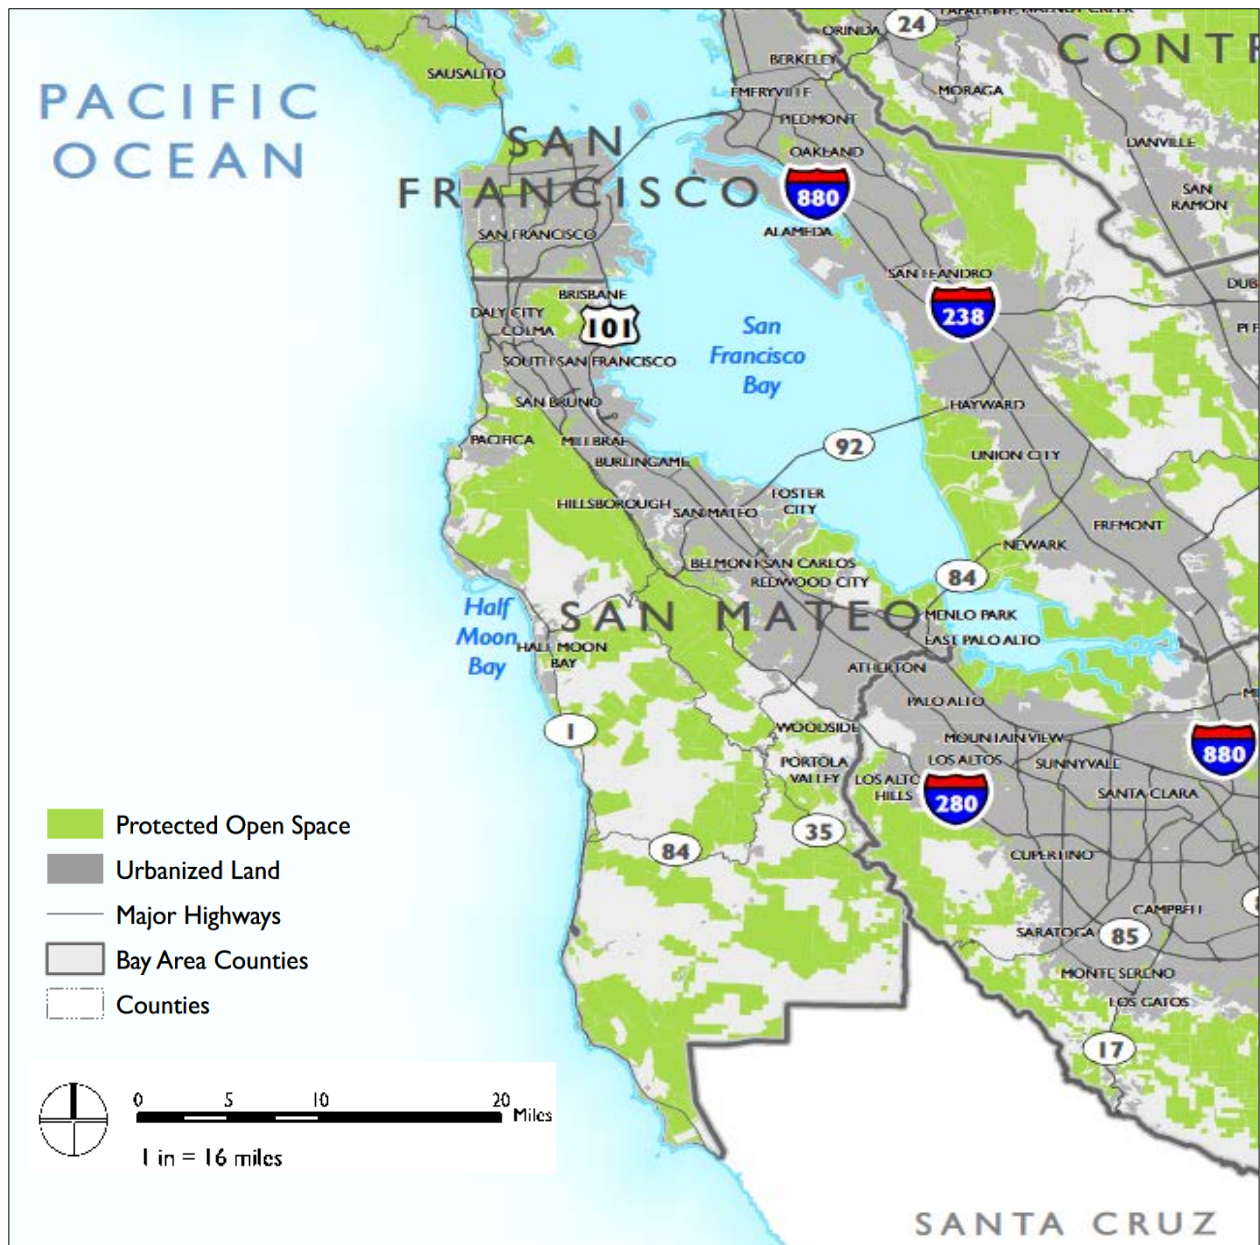 LAFAYETTE
WALNUT CREEK
24
ORINDA
CONTR
SAUSALITO
BERKELEY
PACIFIC
OCEAN
EMERYVILLE
MORAGA
PIEDMONT
SAN
FRANCISCO
DANVILLE
OAKLAND
880
SAN
RAMON
SAN FRANCISCO
ALAMEDA
SAN LEANDRO
DUB
BRISBANE
DALY CITY
COLMA
101
238
San
Francisco
Bay
SOUTH SAN FRANCISCO
SAN BRUNO
HAYWARD
PACIFICA
MILLBRAE
92
BURLINGAME
UNION CITY
HILLSBOROUGH
SAN MATEO
FOSTER
CITY
FREMONT
NEWARK
BELMONT
SAN CARLOS
REDWOOD CITY
84
Half
Moon
Bay
SAN MATEO
MENLO PARK
EAST PALO ALTO
HALF MOON
BAY
ATHERTON
PALO ALTO
1
WOODSIDE
MOUNTAIN VIEW
880
PORTOLA
VALLEY
LOS ALTOS
SUNNYVALE
LOS ALTO
HILLS
280
SANTA CLARA
Protected Open Space
35
84
Urbanized Land
CUPERTINO
Major Highways
CAMPBELL
SARATOGA
85
Bay Area Counties
MONTE SERENO
Counties
LOS GATOS
17
0 5 10 20 Miles
1 in = 16 miles
SANTA CRUZ